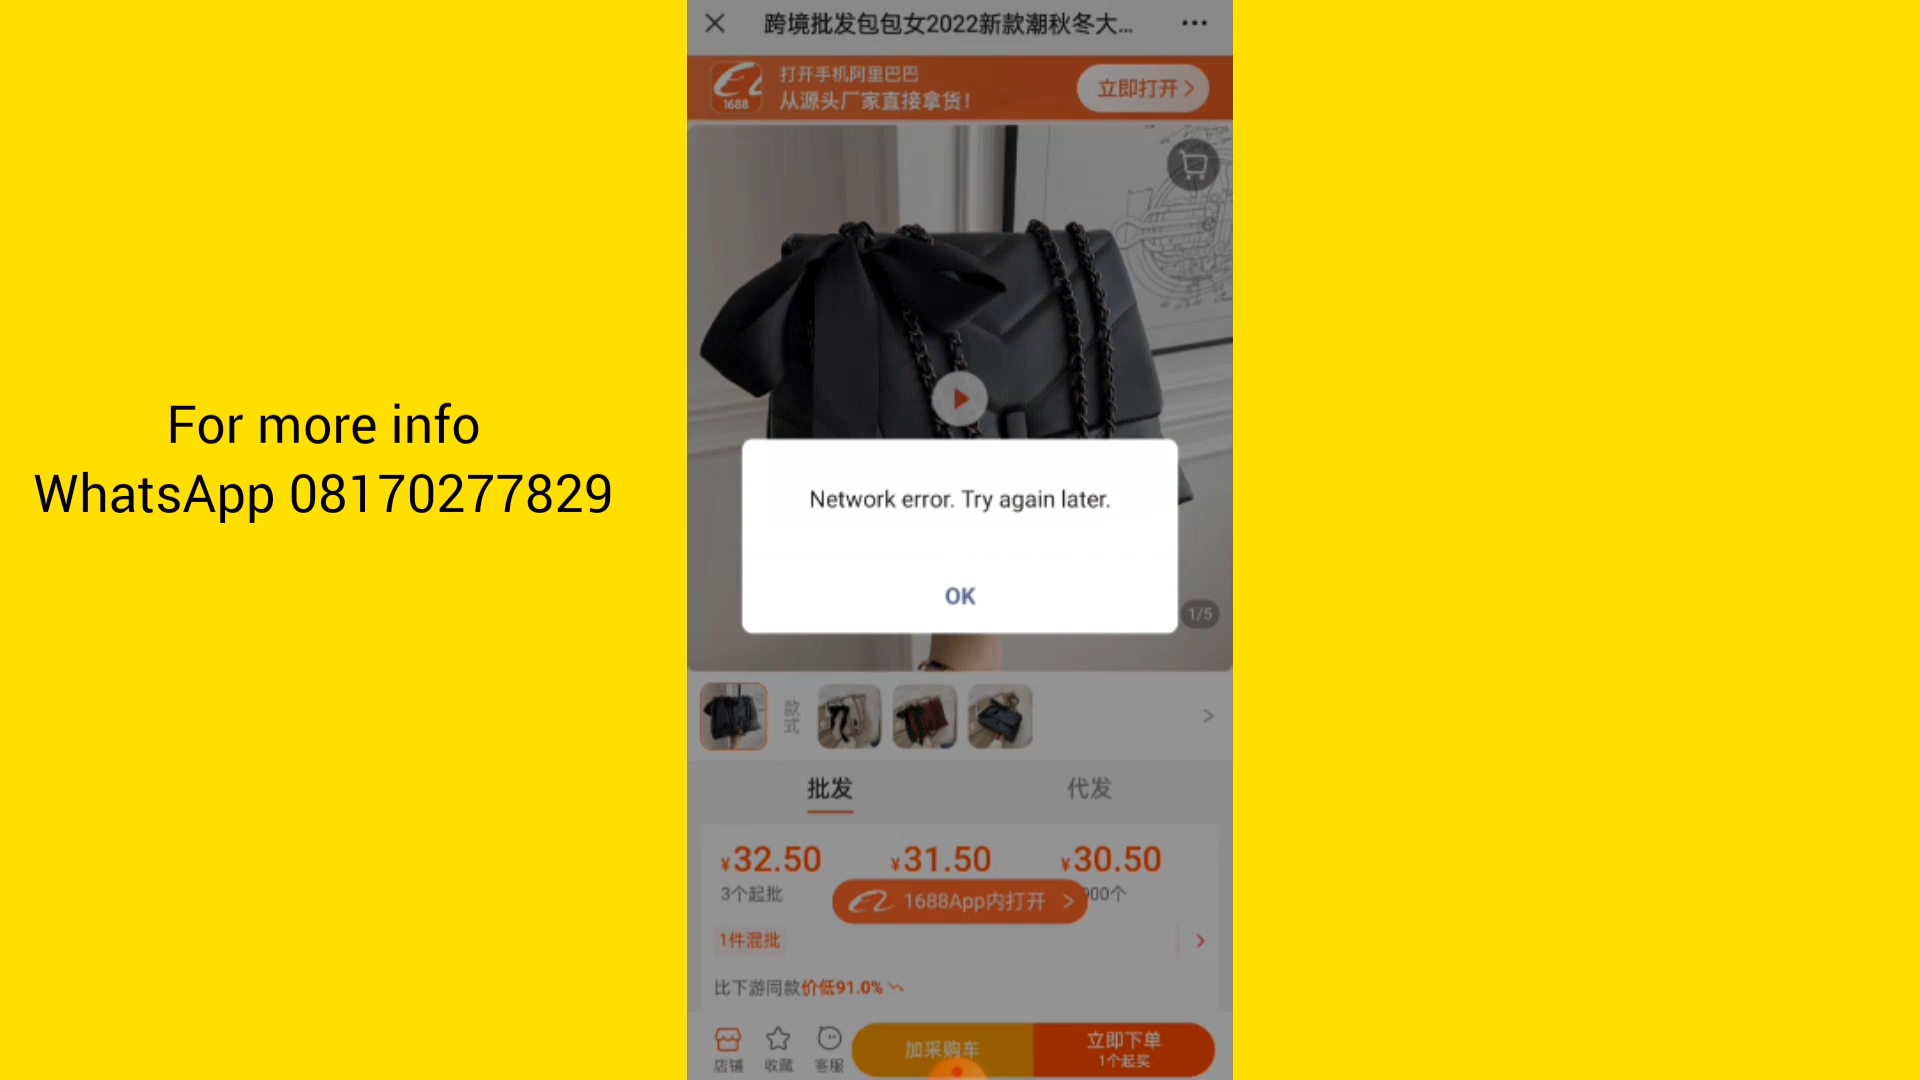 跨境批发包包女2022新款潮秋冬大...
打开手机阿里巴巴
从源头厂家直接拿货!
立即打开
1688
For more info
WhatsApp 08170277829
Network error. Try again later.
OK
1/5
款式
批发
代发
¥32.50
¥31.50
¥30.50
3个起批
000个
1688App内打开
1件混批
比下游同款价低91.0%
店铺
收藏
客服
加采购车
立即下单
1个起买